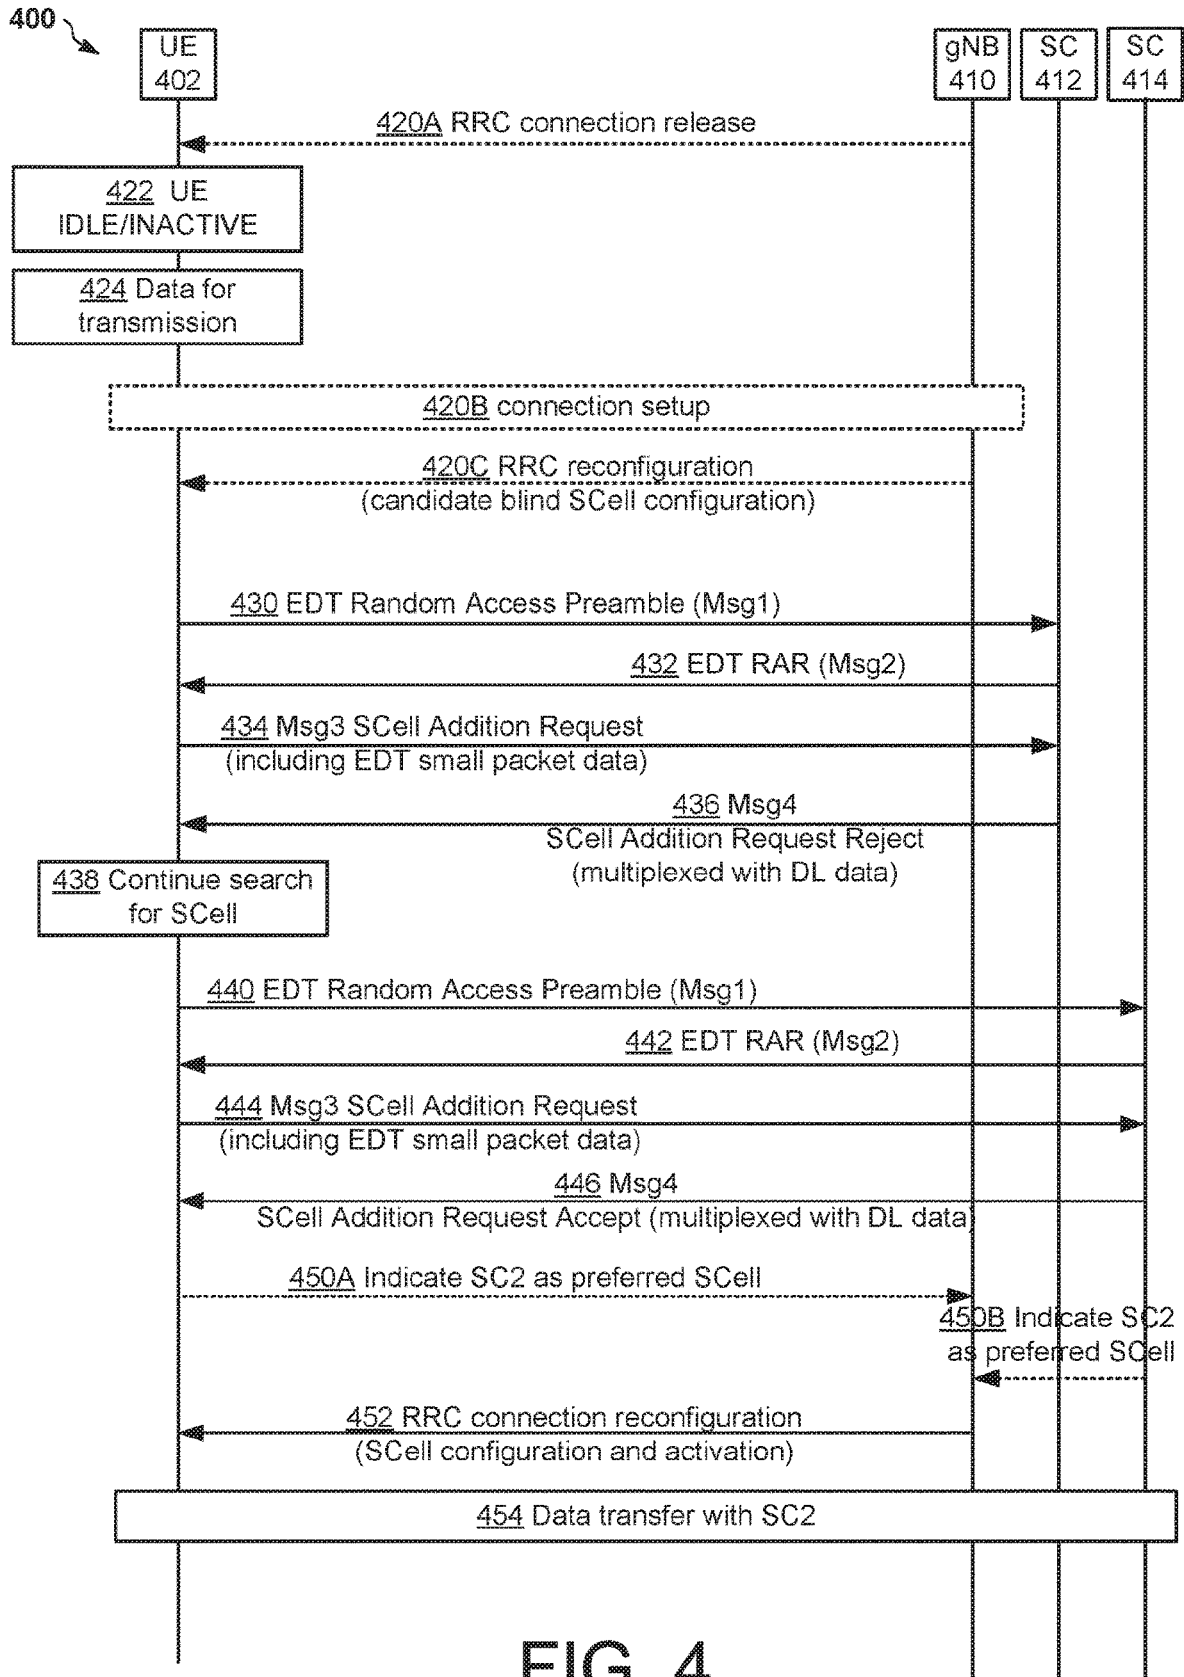 400
UE
402
gNB
410
SC
412
SC
414
420A RRC connection release
422 UE
IDLE/INACTIVE
424 Data for
transmission
420B connection setup
420C RRC reconfiguration
(candidate blind SCell configuration)
430 EDT Random Access Preamble (Msg1)
432 EDT RAR (Msg2)
434 Msg3 SCell Addition Request
(including EDT small packet data)
436 Msg4
SCell Addition Request Reject
(multiplexed with DL data)
438 Continue search
for SCell
440 EDT Random Access Preamble (Msg1)
442 EDT RAR (Msg2)
444 Msg3 SCell Addition Request
(including EDT small packet data)
446 Msg4
SCell Addition Request Accept (multiplexed with DL data)
450A Indicate SC2 as preferred SCell
450B Indicate SC2
as preferred SCell
452 RRC connection reconfiguration
(SCell configuration and activation)
454 Data transfer with SC2
FIG. 4